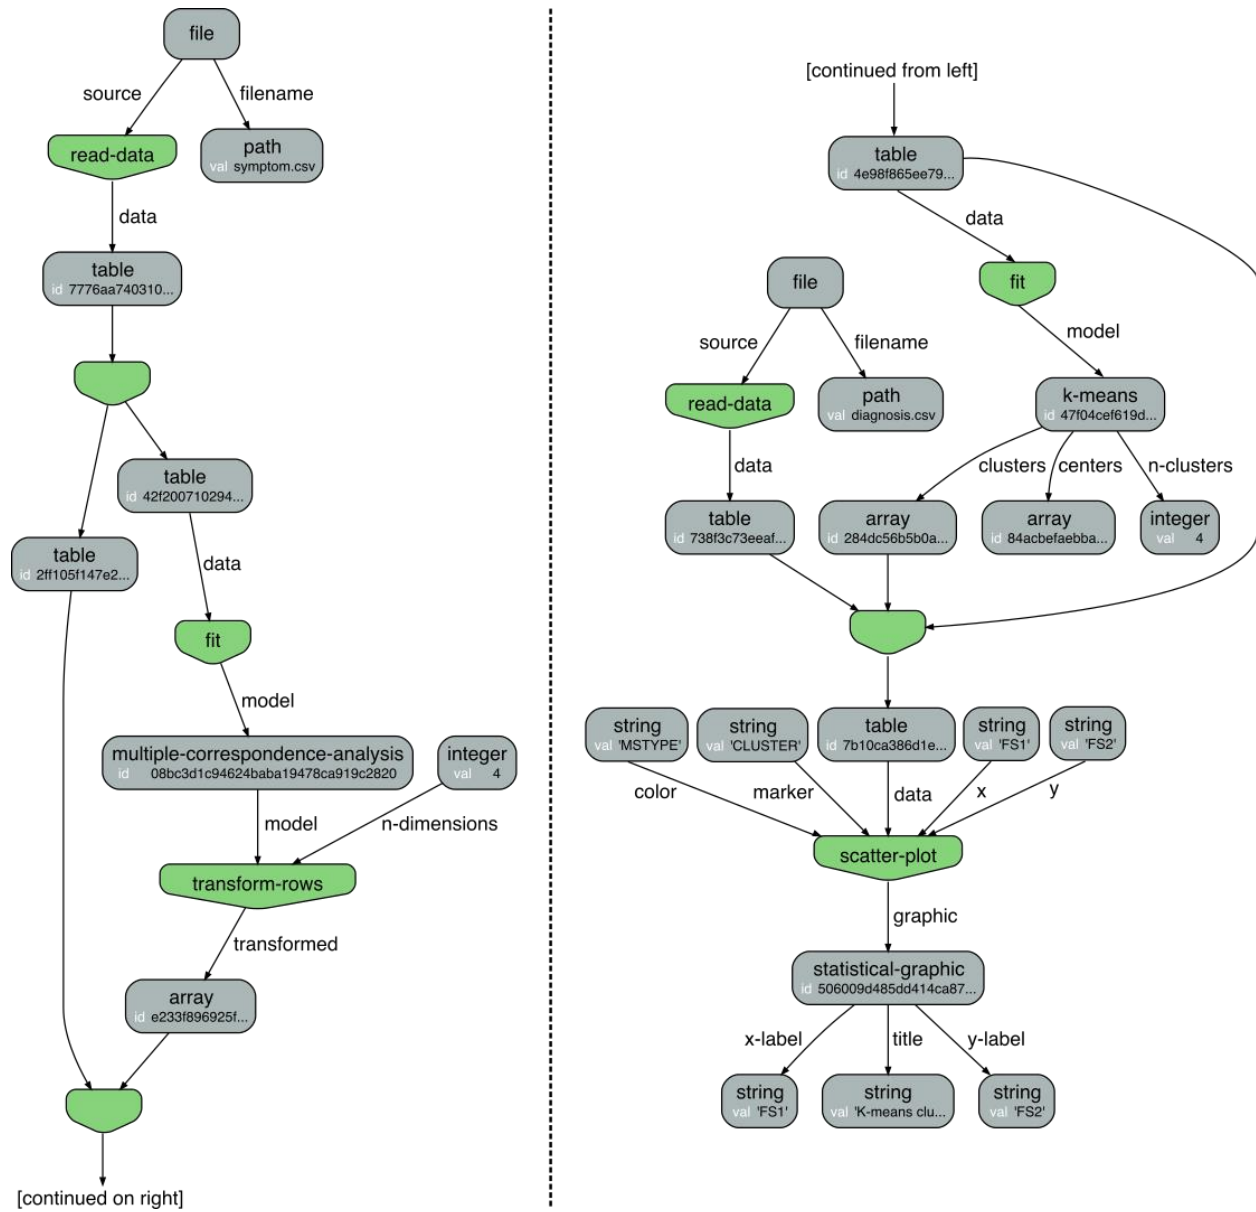 file
source
filename
read-data
path
val symptom.csv
data
table
id 7776aa740310...
table
id 42f200710294...
table
id 2ff105f147e2...
data
fit
model
multiple-correspondence-analysis
id 08bc3d1c94624baba19478ca919c2820
integer
val 4
model
n-dimensions
transform-rows
transformed
array
id e233f896925f...
[continued on right]
[continued from left]
table
id 4e98f865ee79...
data
file
fit
source
filename
model
read-data
path
val diagnosis.csv
k-means
id 47f04cef619d...
data
clusters
centers
n-clusters
table
id 738f3c73eeaf...
array
id 284dc56b5b0a...
array
id 84acbefaebba...
integer
val 4
string
val 'MSTYPE'
string
val 'CLUSTER'
table
id 7b10ca386d1e...
string
val 'FS1'
string
val 'FS2'
color
marker
data
x
y
scatter-plot
graphic
statistical-graphic
id 506009d485dd414ca87...
x-label
title
y-label
string
val 'FS1'
string
val 'K-means clu...
string
val 'FS2'